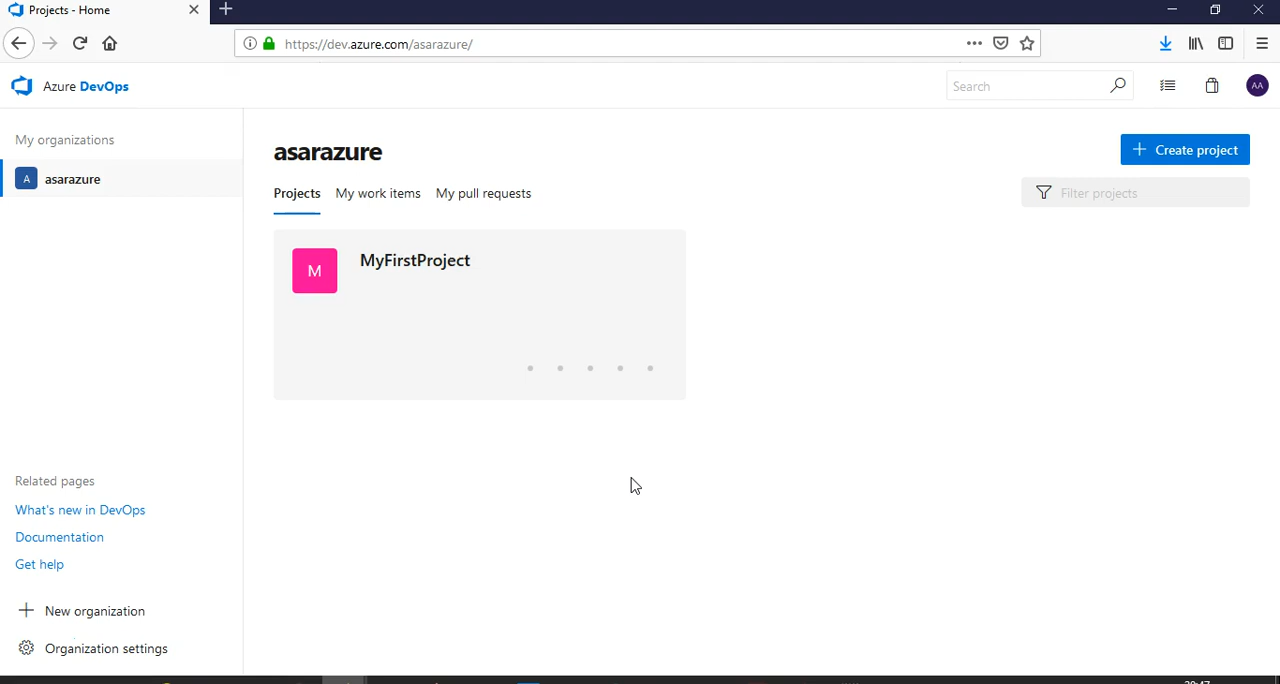 Projects - Home
https://dev.azure.com/asarazure/
Azure DevOps
Search
AA
My organizations
A asarazure
asarazure
Create project
Projects My work items My pull requests
Filter projects
M MyFirstProject
Related pages
What's new in DevOps
Documentation
Get help
New organization
Organization settings